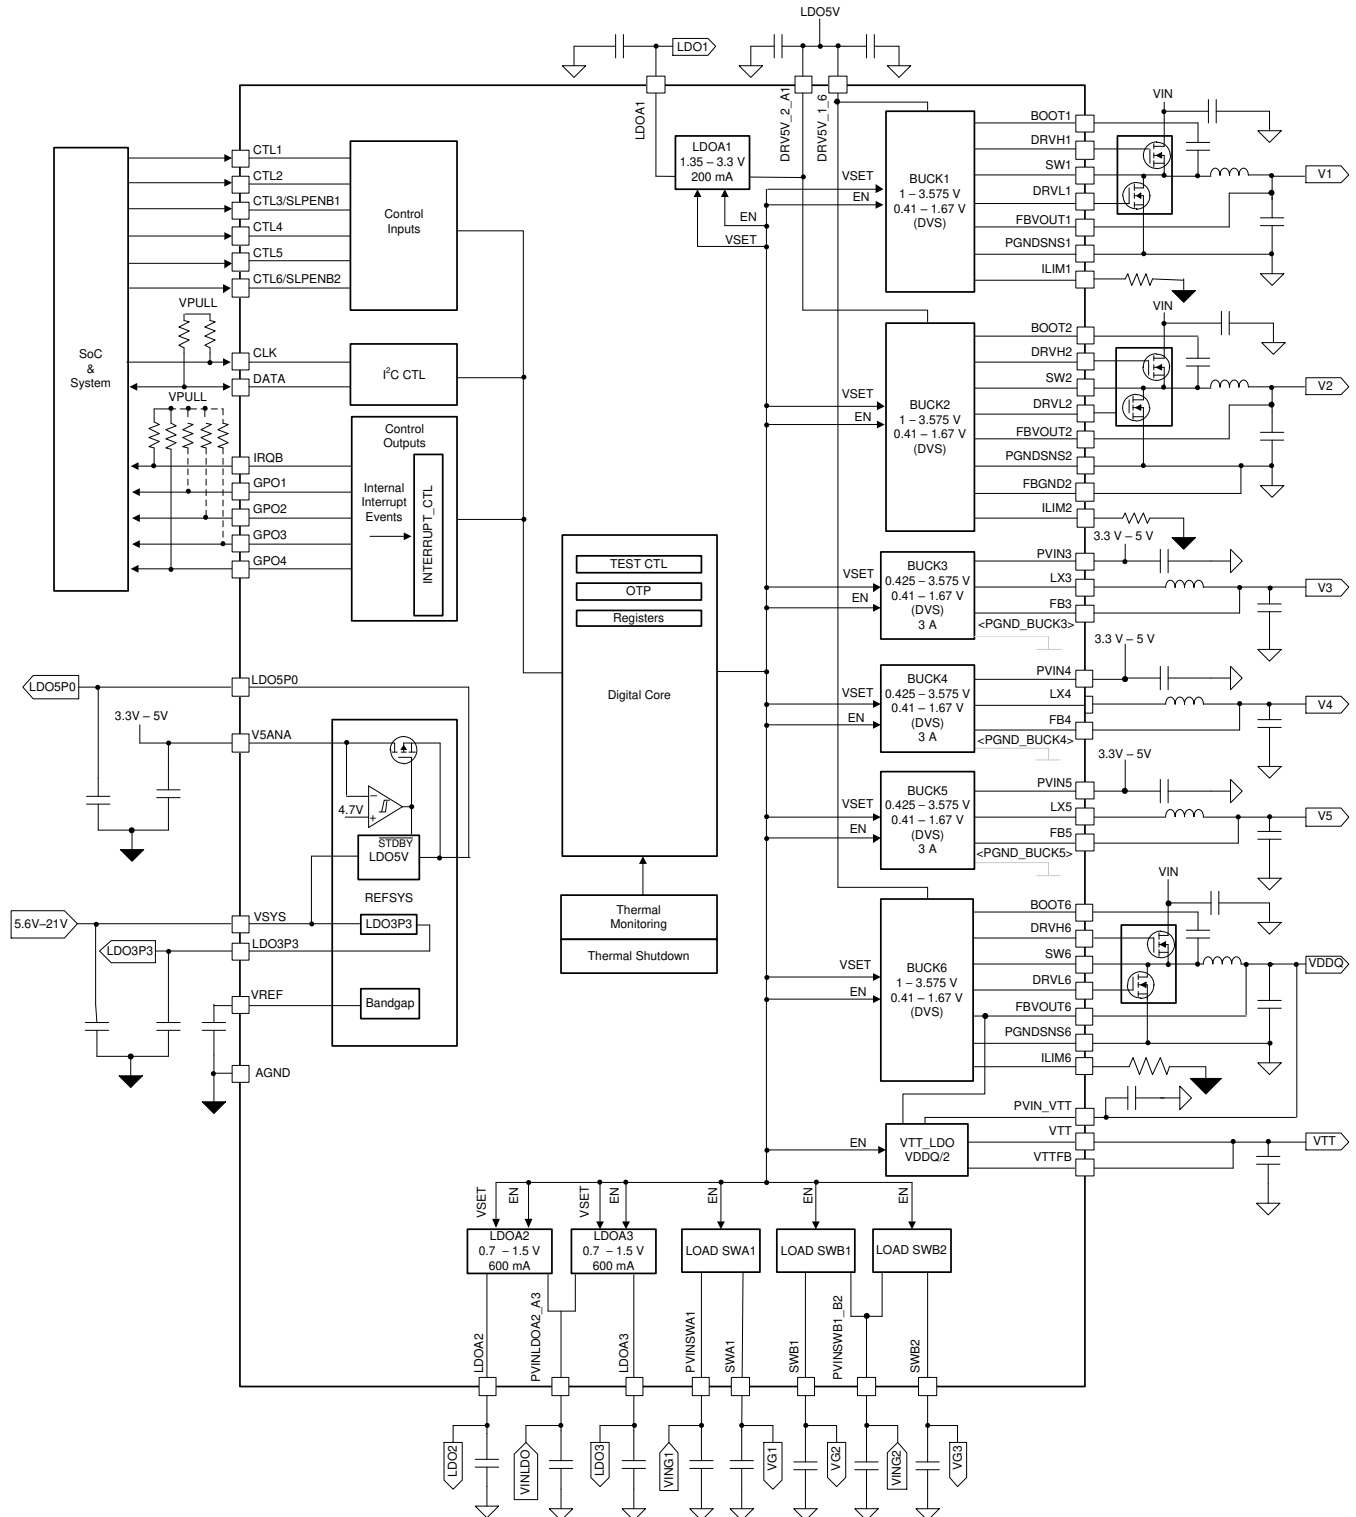 LDO5V
LDO1
LDOA1
DRV5V_2_A1
DRV5V_1_6
SoC
&
System
CTL1
CTL2
CTL3/SLPENB1
CTL4
CTL5
CTL6/SLPENB2
Control
Inputs
VPULL
CLK
DATA
I²C CTL
VPULL
IRQB
GPO1
GPO2
GPO3
GPO4
Control
Outputs
Internal
Interrupt
Events
INTERRUPT_CTL
LDOA1
1.35 – 3.3 V
200 mA
EN
VSET
VSET
EN
BUCK1
1 – 3.575 V
0.41 – 1.67 V
(DVS)
BOOT1
DRVH1
SW1
DRVL1
FBVOUT1
PGNDSNS1
ILIM1
VIN
V1
VSET
EN
BUCK2
1 – 3.575 V
0.41 – 1.67 V
(DVS)
BOOT2
DRVH2
SW2
DRVL2
FBVOUT2
PGNDSNS2
FBGND2
ILIM2
VIN
V2
TEST CTL
OTP
Registers
Digital Core
Thermal
Monitoring
Thermal Shutdown
VSET
EN
BUCK3
0.425 – 3.575 V
0.41 – 1.67 V
(DVS)
3 A
3.3 V – 5 V
PVIN3
LX3
FB3
<PGND_BUCK3>
V3
VSET
EN
BUCK4
0.425 – 3.575 V
0.41 – 1.67 V
(DVS)
3 A
3.3 V – 5 V
PVIN4
LX4
FB4
<PGND_BUCK4>
V4
VSET
EN
BUCK5
0.425 – 3.575 V
0.41 – 1.67 V
(DVS)
3 A
3.3V – 5V
PVIN5
LX5
FB5
<PGND_BUCK5>
V5
LDO5P0
LDO5P0
3.3V – 5V
V5ANA
4.7V
–
+
STDBY
LDO5V
REFSYS
5.6V–21V
VSYS
LDO3P3
LDO3P3
LDO3P3
VREF
Bandgap
AGND
VSET
EN
BUCK6
1 – 3.575 V
0.41 – 1.67 V
(DVS)
BOOT6
DRVH6
SW6
DRVL6
FBVOUT6
PGNDSNS6
ILIM6
VIN
VDDQ
EN
VTT_LDO
VDDQ/2
PVIN_VTT
VTT
VTTFB
VTT
VSET
EN
VSET
EN
EN
EN
EN
LDOA2
0.7 – 1.5 V
600 mA
LDOA3
0.7 – 1.5 V
600 mA
LOAD SWA1
LOAD SWB1
LOAD SWB2
LDOA2
PVINLDOA2_A3
LDOA3
PVINSWA1
SWA1
SWB1
PVINSWB1_B2
SWB2
LDO2
VINLDO
LDO3
VING1
VG1
VG2
VING2
VG3